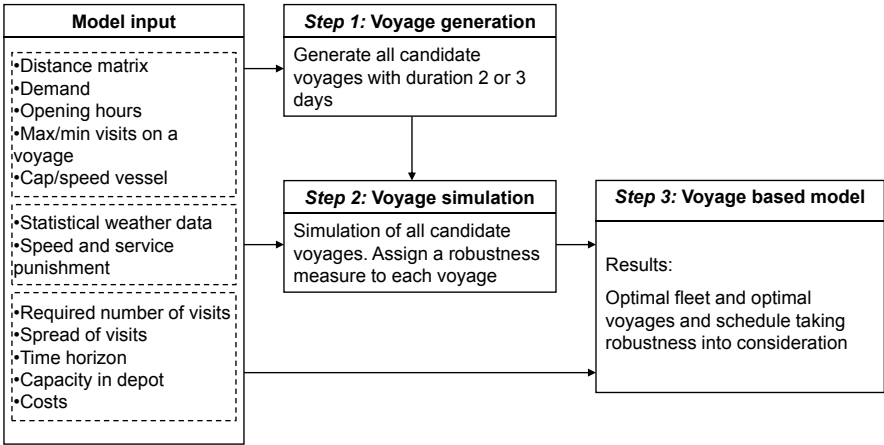 Model input
•Distance matrix
•Demand
•Opening hours
•Max/min visits on a
voyage
•Cap/speed vessel
•Statistical weather data
•Speed and service
punishment
•Required number of visits
•Spread of visits
•Time horizon
•Capacity in depot
•Costs
Step 1: Voyage generation
Generate all candidate
voyages with duration 2 or 3
days
Step 2: Voyage simulation
Simulation of all candidate
voyages. Assign a robustness
measure to each voyage
Step 3: Voyage based model
Results:
Optimal fleet and optimal
voyages and schedule taking
robustness into consideration